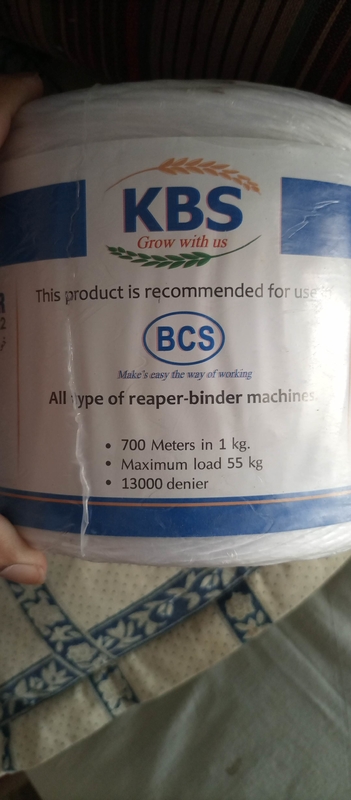 KBS
Grow with us
This product is recommended for use
BCS
Make's easy the way of working
All type of reaper-binder machines
700 Meters in 1 kg.
Maximum load 55 kg
13000 denier
R
2